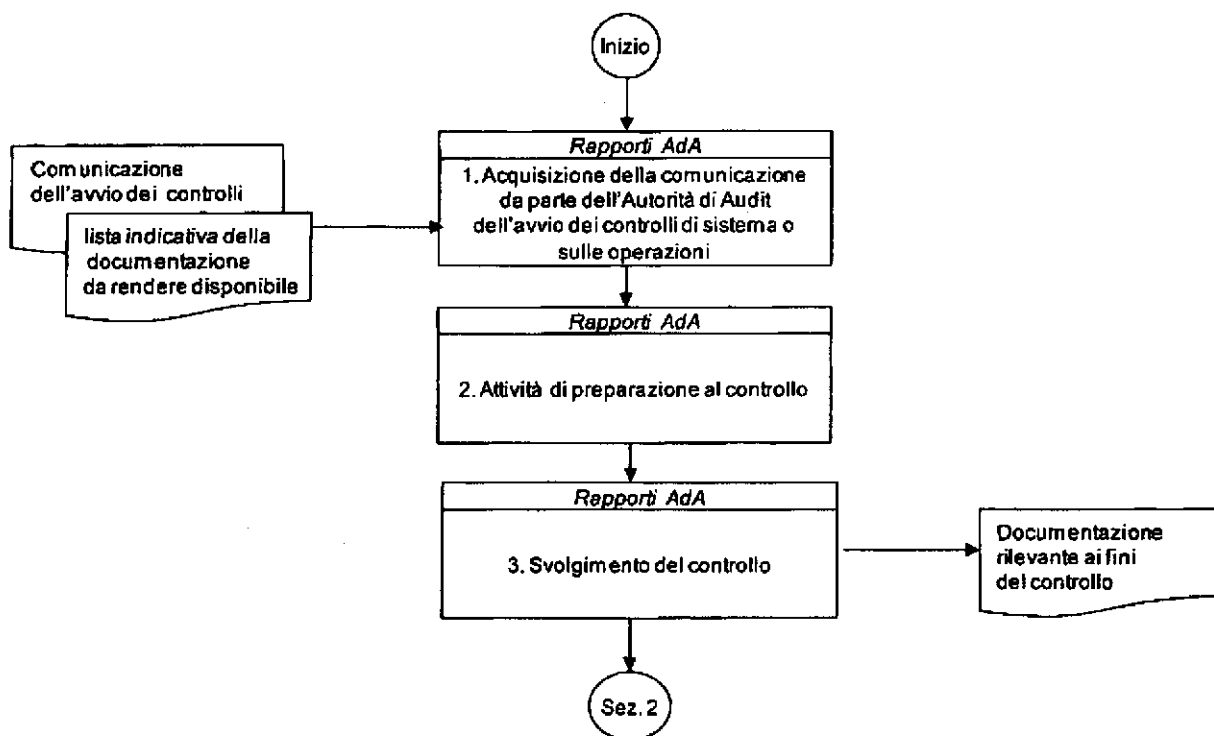 Inizio
Comunicazione
dell'avvio dei controlli
lista indicativa della
documentazione
da rendere disponibile
Rapporti AdA
1. Acquisizione della comunicazione
da parte dell'Autorità di Audit
dell'avvio dei controlli di sistema o
sulle operazioni
Rapporti AdA
2. Attività di preparazione al controllo
Rapporti AdA
3. Svolgimento del controllo
Documentazione
rilevante ai fini
del controllo
Sez. 2